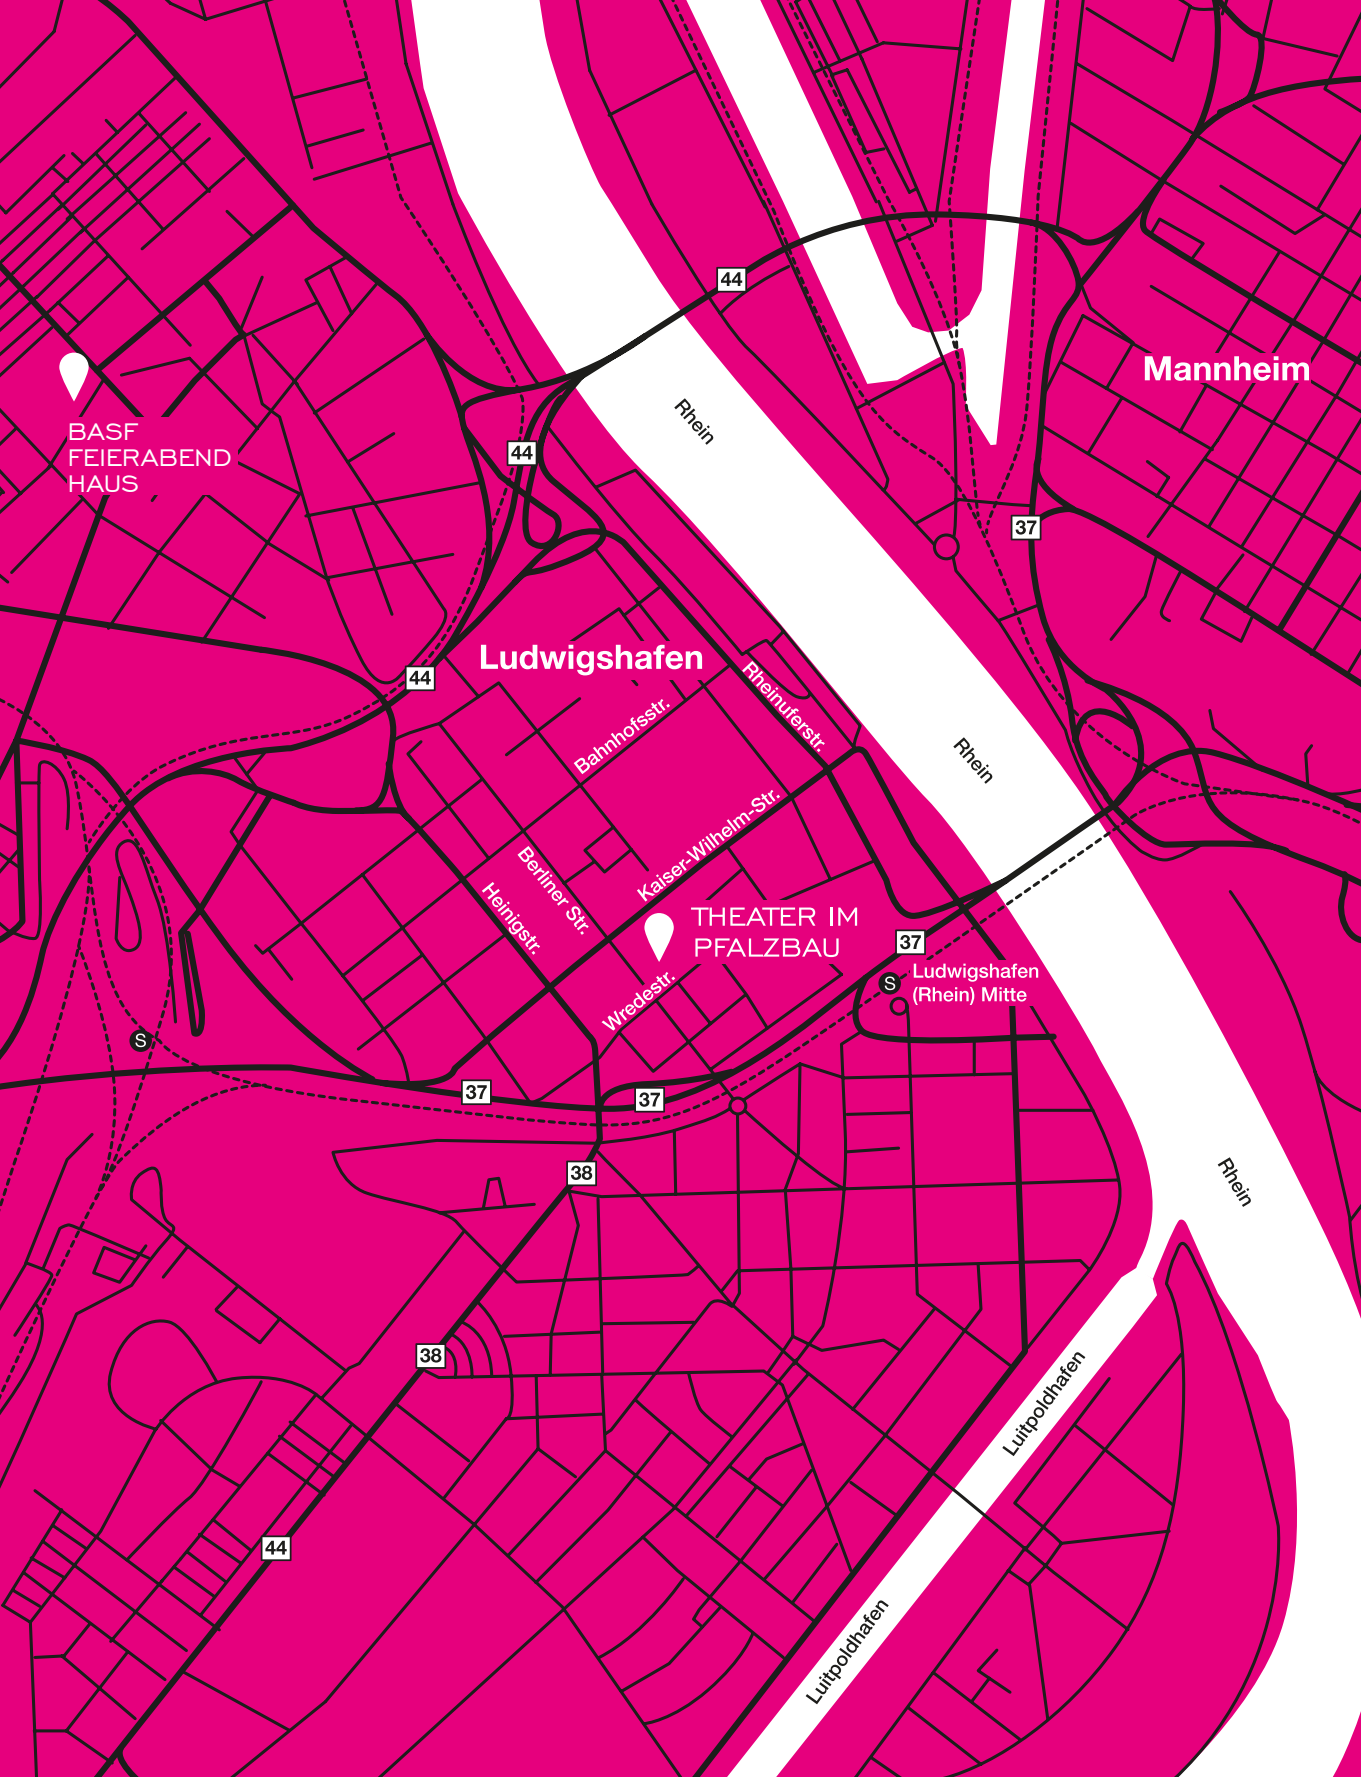 44
Mannheim
Rhein
BASF
FEIERABEND
HAUS
44
37
Ludwigshafen
44
Rheinuferstr.
Bahnhofsstr.
Rhein
Kaiser-Wilhelm-Str.
Berliner Str.
Heinigstr.
THEATER IM
PFALZBAU
37
Ludwigshafen
(Rhein) Mitte
S
Wredestr.
S
37
37
38
Rhein
38
Luitpoldhafen
44
Luitpoldhafen